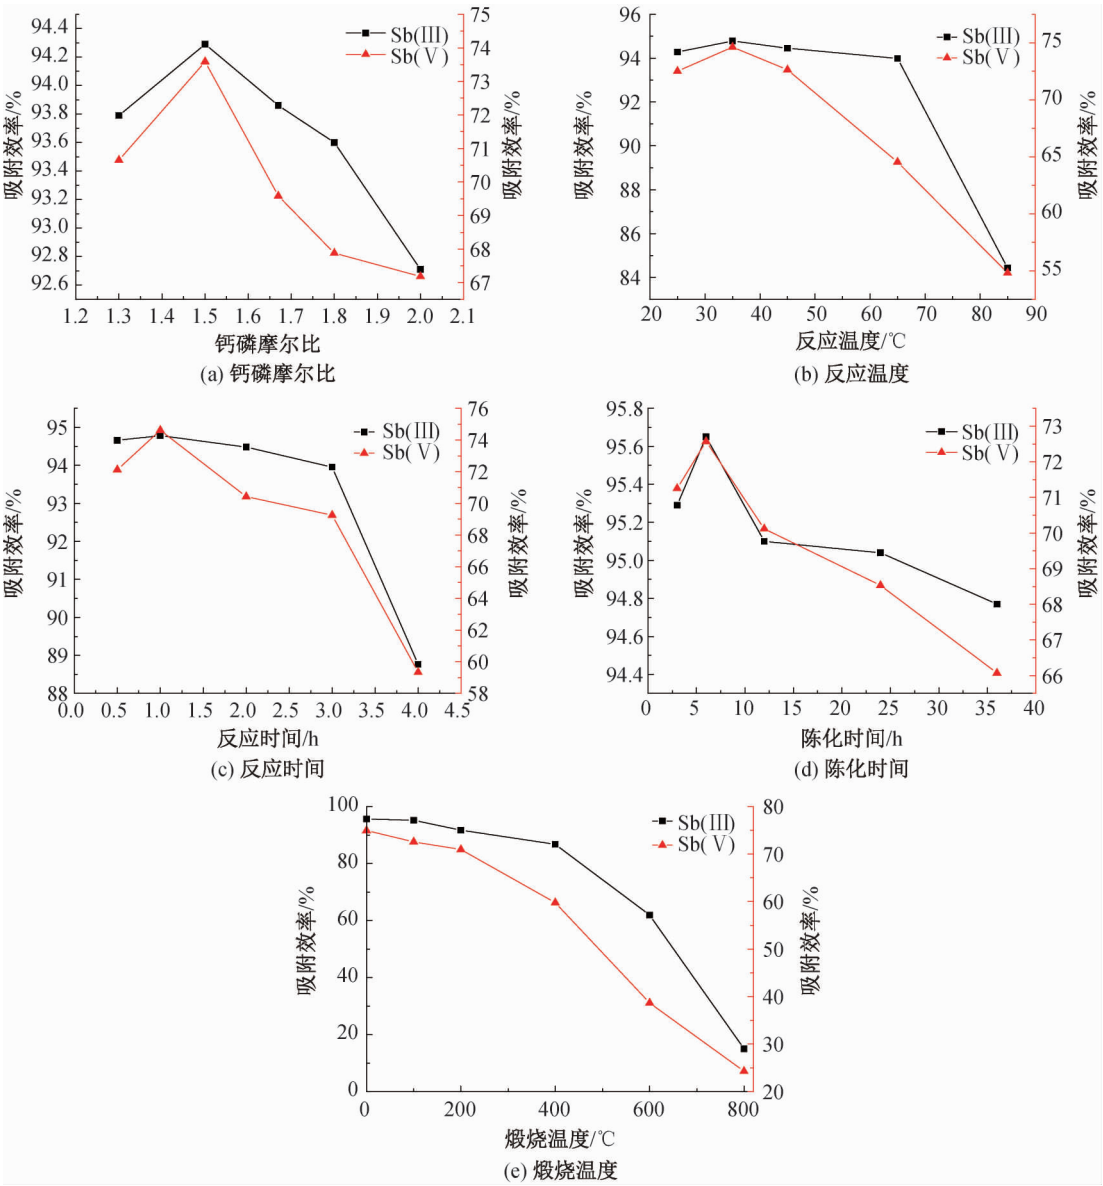 94.4
94.2
94.0
93.8
93.6
93.4
93.2
93.0
92.8
92.6
吸附效率/%
Sb(Ⅲ)
Sb(Ⅴ)
75
74
73
72
71
70
69
68
67
吸附效率/%
1.2 1.3 1.4 1.5 1.6 1.7 1.8 1.9 2.0 2.1
钙磷摩尔比
(a) 钙磷摩尔比
96
94
92
90
88
86
84
吸附效率/%
Sb(Ⅲ)
Sb(Ⅴ)
75
70
65
60
55
吸附效率/%
20 30 40 50 60 70 80 90
反应温度/℃
(b) 反应温度
95
94
93
92
91
90
89
88
吸附效率/%
Sb(Ⅲ)
Sb(Ⅴ)
76
74
72
70
68
66
64
62
60
58
吸附效率/%
0.0 0.5 1.0 1.5 2.0 2.5 3.0 3.5 4.0 4.5
反应时间/h
(c) 反应时间
95.8
95.6
95.4
95.2
95.0
94.8
94.6
94.4
吸附效率/%
Sb(Ⅲ)
Sb(Ⅴ)
73
72
71
70
69
68
67
66
吸附效率/%
0 5 10 15 20 25 30 35 40
陈化时间/h
(d) 陈化时间
100
80
60
40
20
0
吸附效率/%
Sb(Ⅲ)
Sb(Ⅴ)
80
70
60
50
40
30
20
吸附效率/%
0 200 400 600 800
煅烧温度/℃
(e) 煅烧温度